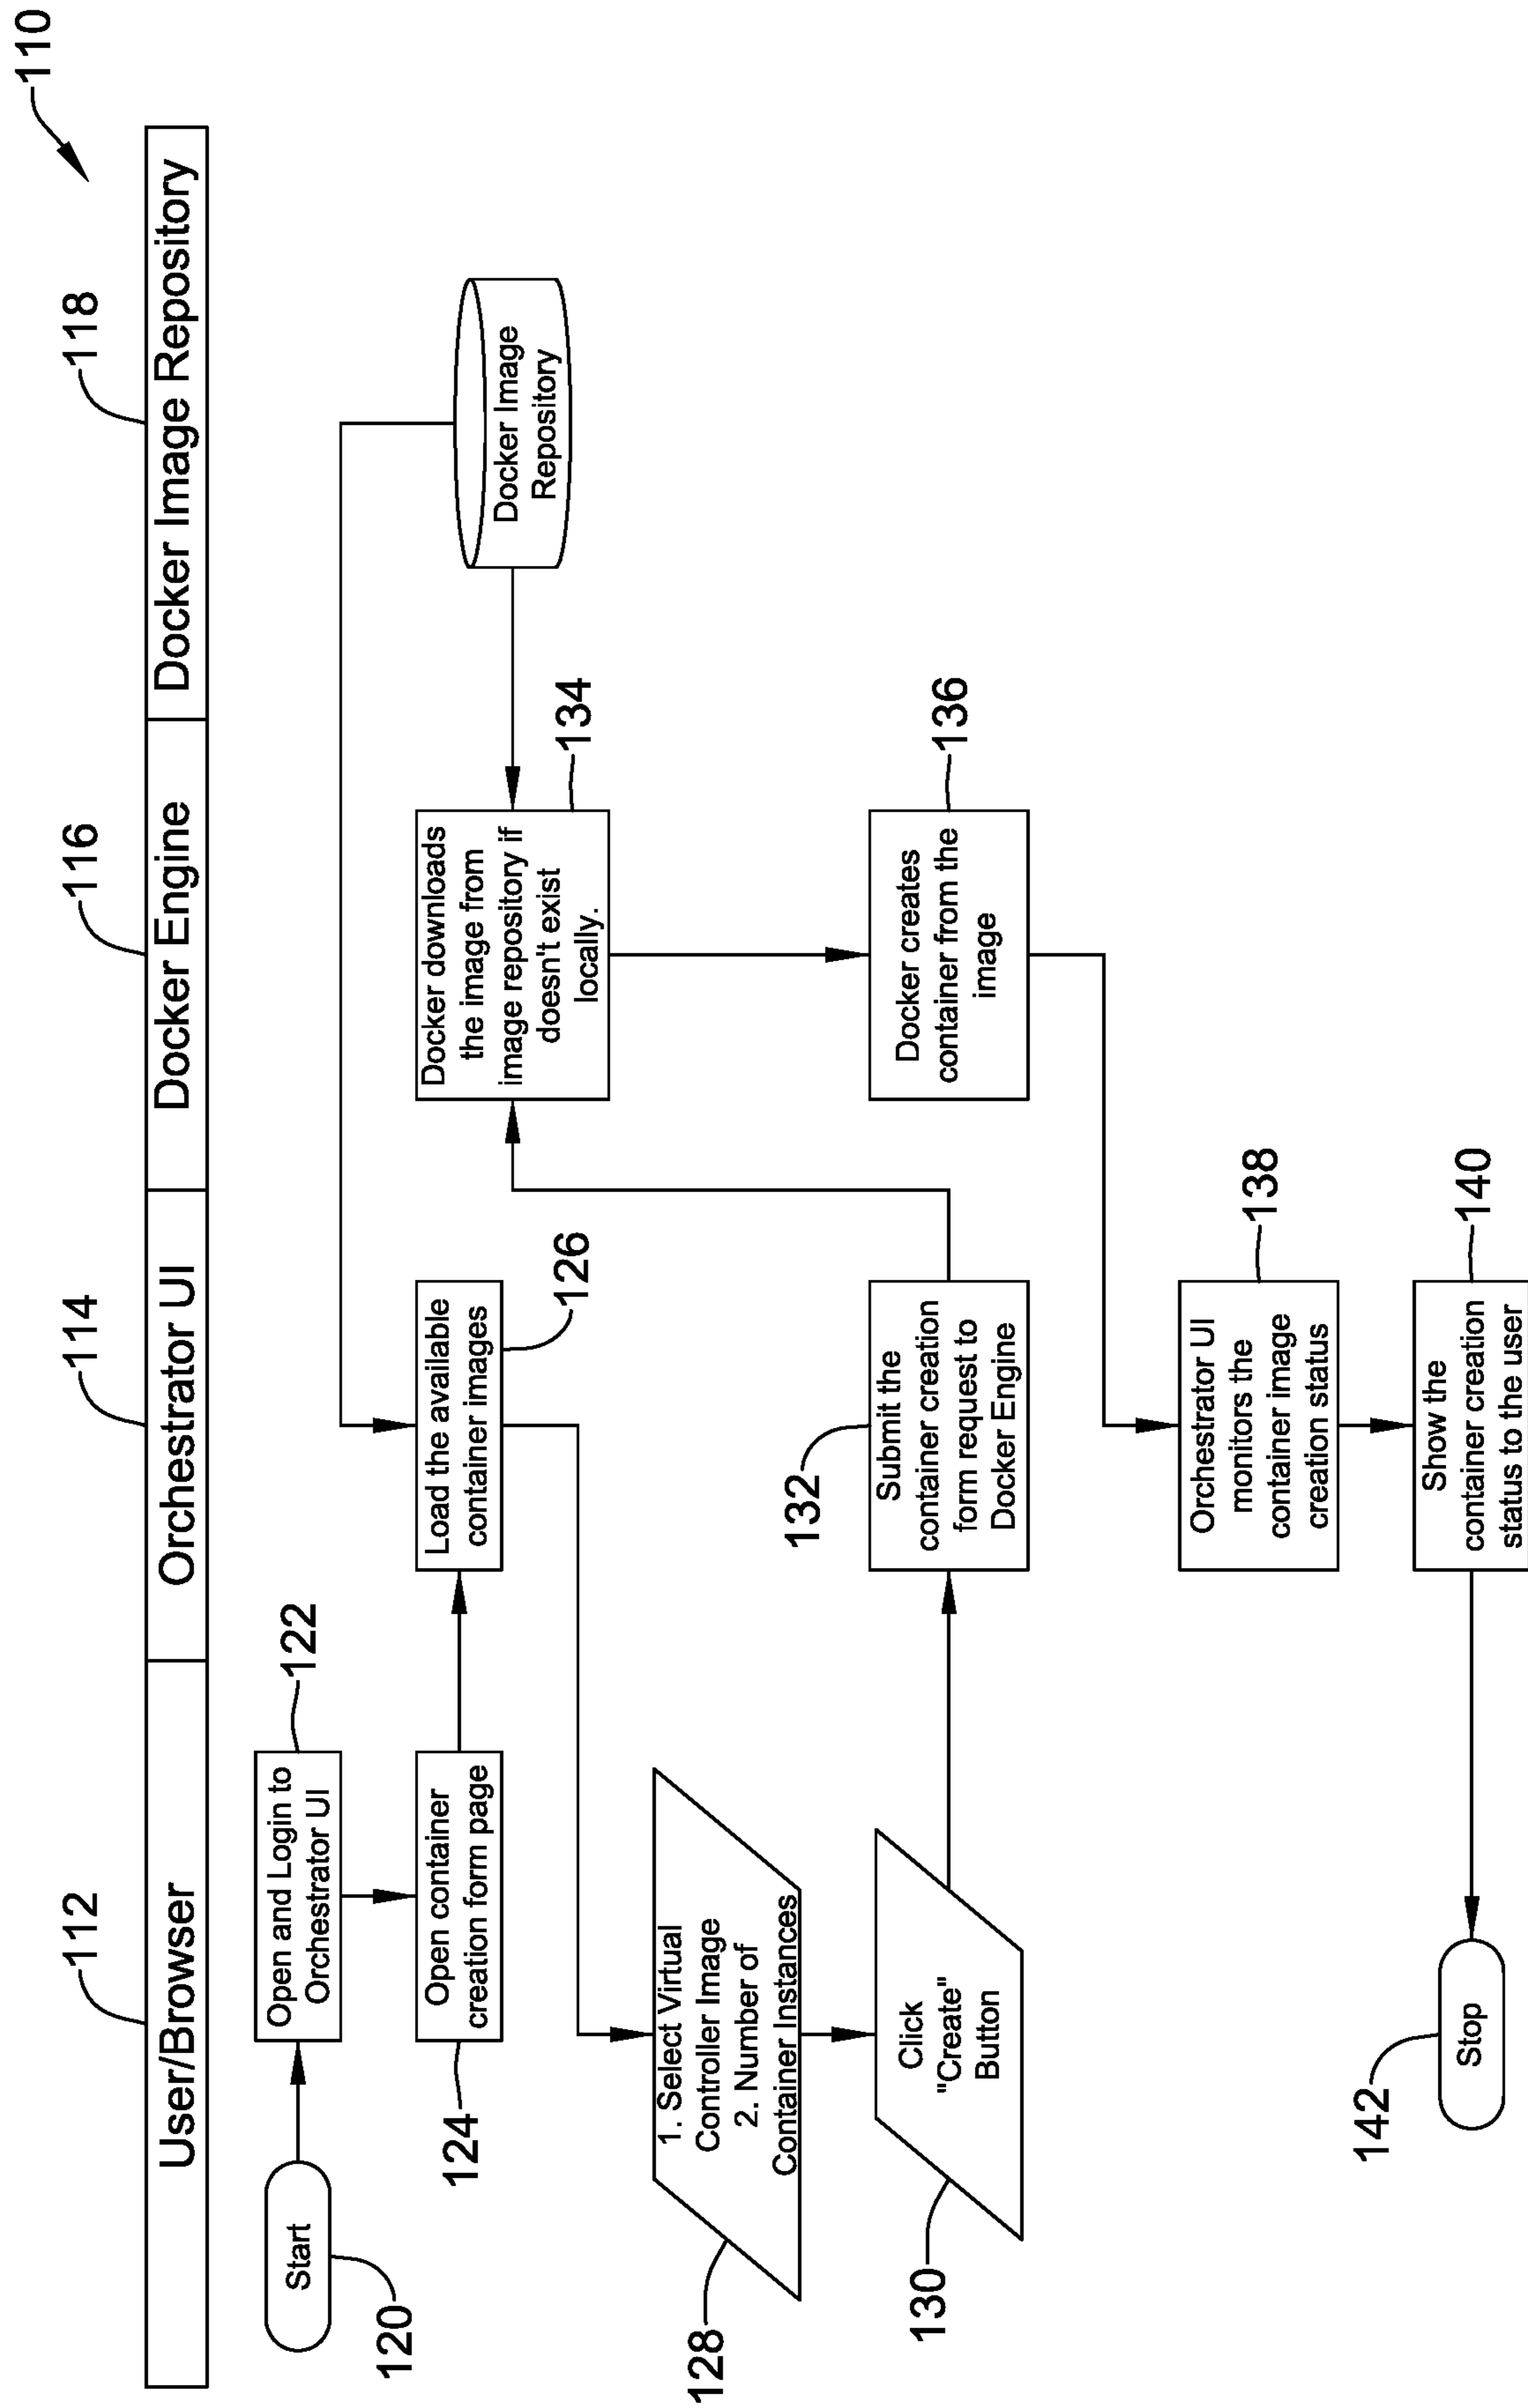 110
112
114
116
118
User/Browser
Orchestrator UI
Docker Engine
Docker Image Repository
Start
120
Open and Login to
Orchestrator UI
122
Open container
creation form page
124
Load the available
container images
126
Docker downloads
the image from
image repository if
doesn't exist
locally.
134
Docker Image
Repository
1. Select Virtual
Controller Image
2. Number of
Container Instances
128
Click
"Create"
Button
130
Submit the
container creation
form request to
Docker Engine
132
Docker creates
container from the
image
136
Orchestrator UI
monitors the
container image
creation status
138
Show the
container creation
status to the user
140
Stop
142